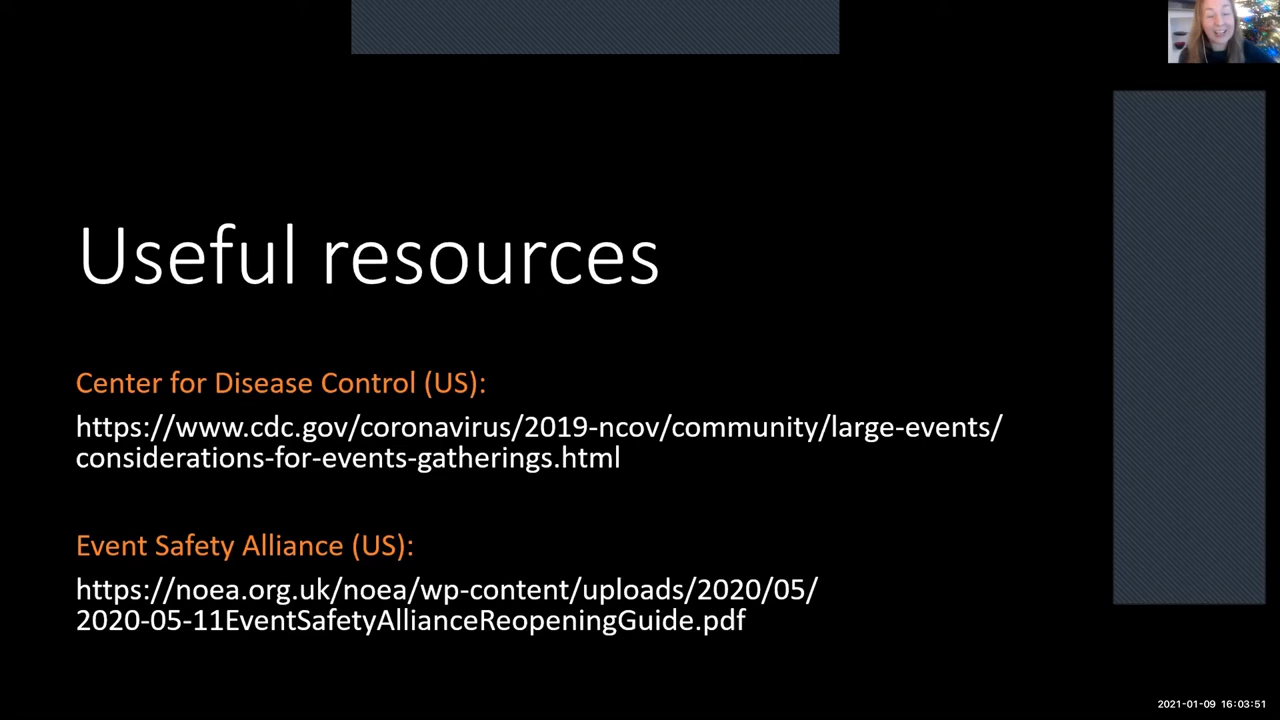 Useful resources
Center for Disease Control (US):
https://www.cdc.gov/coronavirus/2019-ncov/community/large-events/
considerations-for-events-gatherings.html
Event Safety Alliance (US):
https://noea.org.uk/noea/wp-content/uploads/2020/05/
2020-05-11EventSafetyAllianceReopeningGuide.pdf
2021-01-09 16:03:51